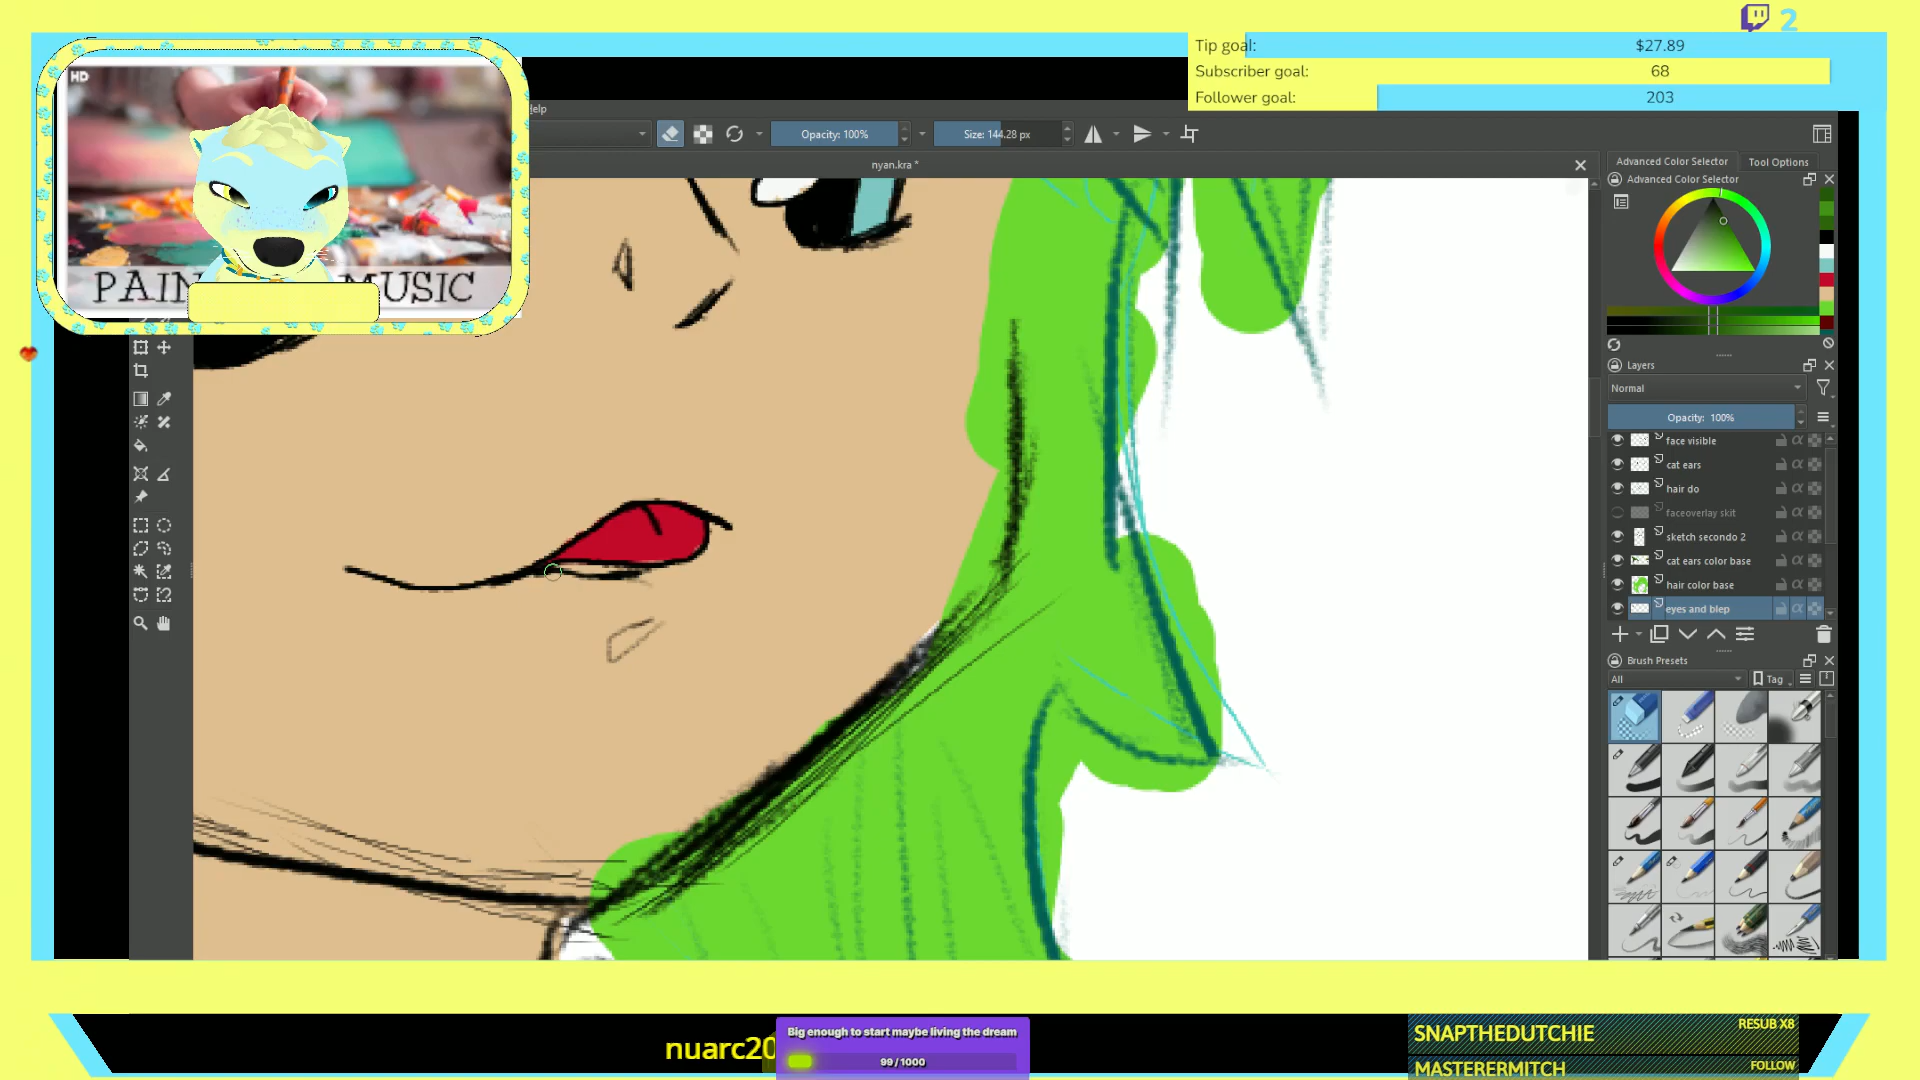 2
Tip goal: $27.89
Subscriber goal: 68
Follower goal: 203
HD
PAIN MUSIC
Help
Opacity: 100%
Size: 144.28 px
nyan.kra *
Advanced Color Selector
Tool Options
Advanced Color Selector
Layers
Normal
Opacity: 100%
face visible
cat ears
hair do
faceoverlay skit
sketch secondo 2
cat ears color base
hair color base
eyes and blep
Brush Presets
All
Tag
nuarc20
Big enough to start maybe living the dream
99 / 1000
SNAPTHEDUTCHIE RESUB X8
MASTERERMITCH FOLLOW